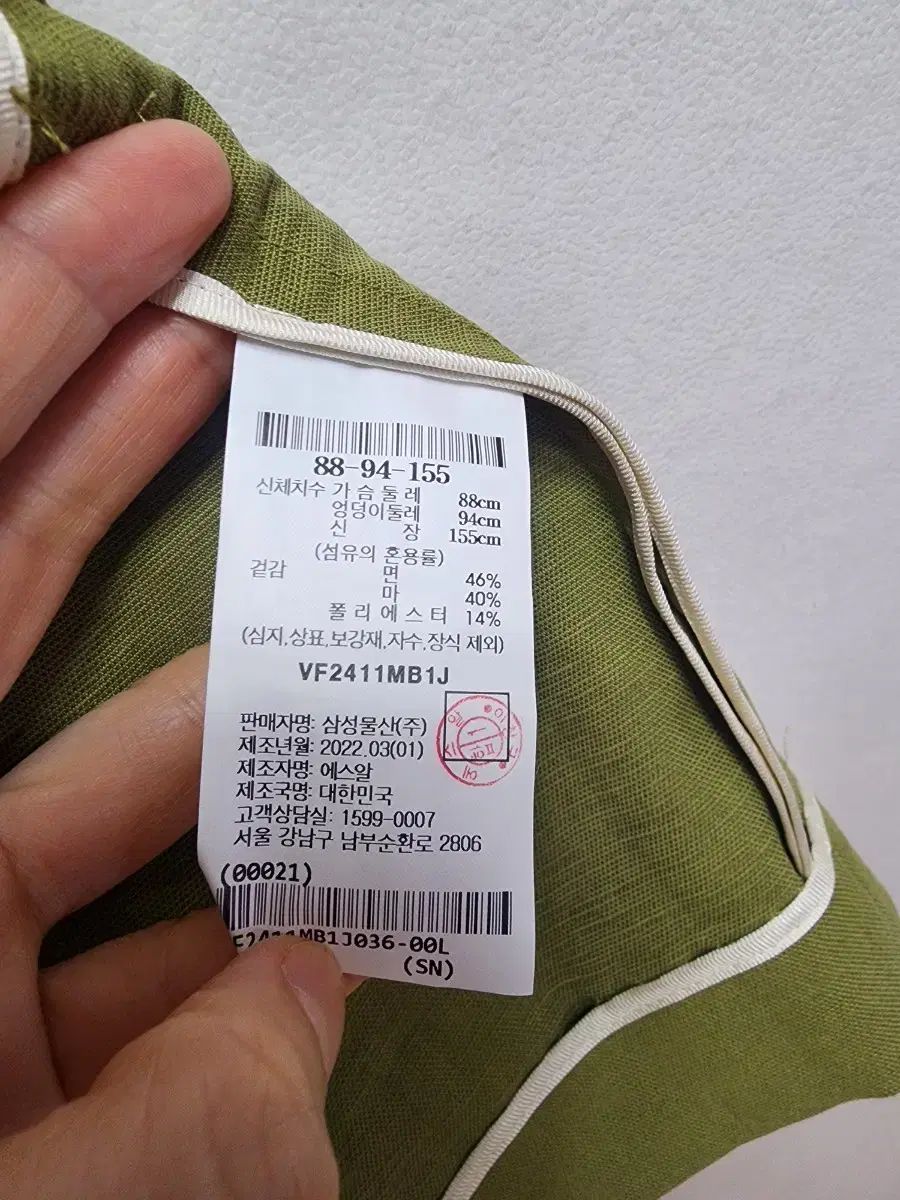 88-94-155
신체치수 가 슴 둘 레 88cm
엉덩이둘레 94cm
신 장 155cm
(섬유의 혼용률)
겉감 면 46%
마 40%
폴 리 에 스 터 14%
(심지,상표,보강재,자수,장식 제외)
VF2411MB1J
판매자명: 삼성물산(주)
제조년월: 2022.03(01)
제조자명: 에스알
제조국명: 대한민국
고객상담실: 1599-0007
서울 강남구 남부순환로 2806
(00021)
F2411MB1J036-00L
(SN)